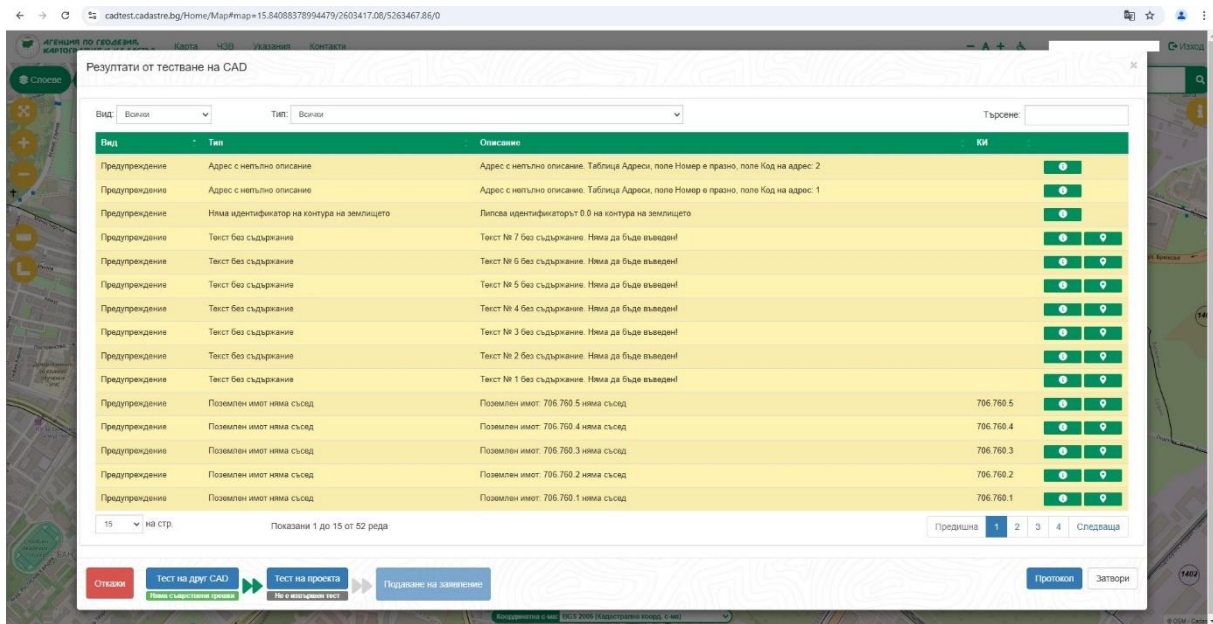 cadtest.cadastre.bg/Home/Map#map=15.84088378994479/2603417.08/5263467.86/0
АГЕНЦИЯ ПО ГЕОДЕЗИЯ,
Карта ЧЗВ Указания Контакти
- A +
Изход
Слоеве
Резултати от тестване на CAD
Вид: Всички Тип: Всички Търсене:
Вид Тип Описание КИ
Предупреждение Адрес с непълно описание Адрес с непълно описание. Таблица Адреси, поле Номер е празно, поле Код на адрес: 2
Предупреждение Адрес с непълно описание Адрес с непълно описание. Таблица Адреси, поле Номер е празно, поле Код на адрес: 1
Предупреждение Няма идентификатор на контура на землището Липсва идентификаторът 0.0 на контура на землището
Предупреждение Текст без съдържание Текст № 7 без съдържание. Няма да бъде въведен!
Предупреждение Текст без съдържание Текст № 6 без съдържание. Няма да бъде въведен!
Предупреждение Текст без съдържание Текст № 5 без съдържание. Няма да бъде въведен!
Предупреждение Текст без съдържание Текст № 4 без съдържание. Няма да бъде въведен!
Предупреждение Текст без съдържание Текст № 3 без съдържание. Няма да бъде въведен!
Предупреждение Текст без съдържание Текст № 2 без съдържание. Няма да бъде въведен!
Предупреждение Текст без съдържание Текст № 1 без съдържание. Няма да бъде въведен!
Предупреждение Поземлен имот няма съсед Поземлен имот: 706.760.5 няма съсед 706.760.5
Предупреждение Поземлен имот няма съсед Поземлен имот: 706.760.4 няма съсед 706.760.4
Предупреждение Поземлен имот няма съсед Поземлен имот: 706.760.3 няма съсед 706.760.3
Предупреждение Поземлен имот няма съсед Поземлен имот: 706.760.2 няма съсед 706.760.2
Предупреждение Поземлен имот няма съсед Поземлен имот: 706.760.1 няма съсед 706.760.1
15 на стр. Показани 1 до 15 от 52 реда Предишна 1 2 3 4 Следваща
Откажи Тест на друг CAD Тест на проекта Подаване на заявление Протокол Затвори
Няма съществени грешки Не е извършен тест
1402
Координатна с-ма: BGS 2005 (Кадастрална коорд. с-ма)